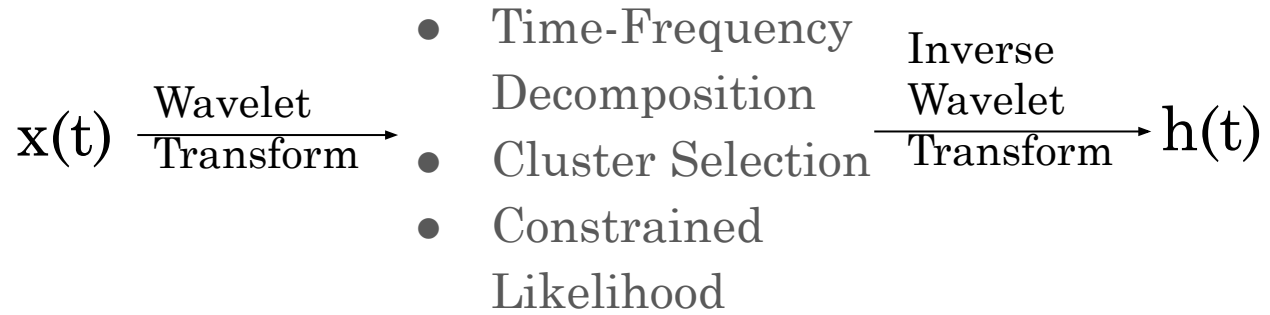 x(t)
Wavelet
Transform
● Time-Frequency
Decomposition
● Cluster Selection
● Constrained
Likelihood
Inverse
Wavelet
Transform
h(t)